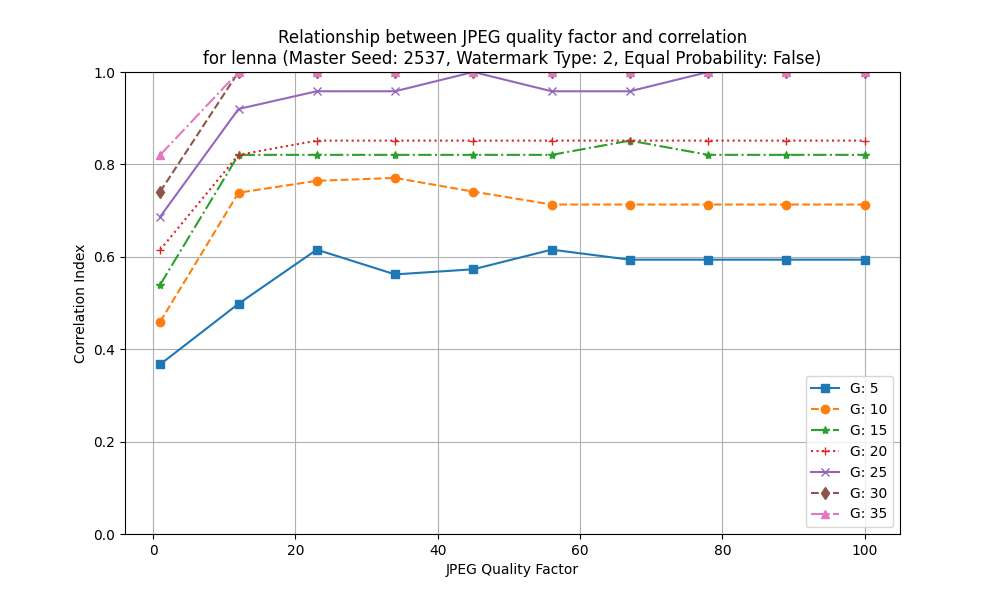 Relationship between JPEG quality factor and correlation
for lenna (Master Seed: 2537, Watermark Type: 2, Equal Probability: False)
1.0
0.8
0.6
0.4
0.2
0.0
Correlation Index
G: 5
G: 10
G: 15
G: 20
G: 25
G: 30
G: 35
0 20 40 60 80 100
JPEG Quality Factor